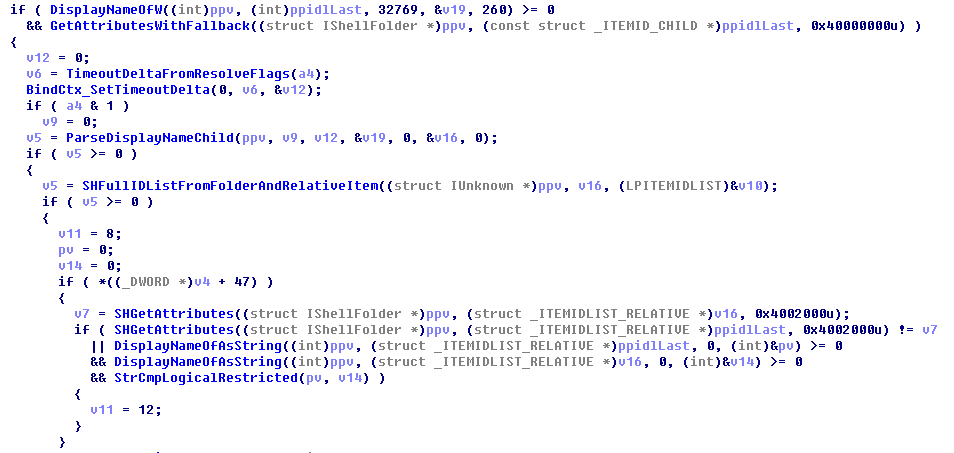 if ( DisplayNameOfW((int)ppv, (int)ppidlLast, 32769, &v19, 260) >= 0
&& GetAttributesWithFallback((struct IShellFolder *)ppv, (const struct _ITEMID_CHILD *)ppidlLast, 0x40000000u) )
{
v12 = 0;
v6 = TimeoutDeltaFromResolveFlags(a4);
BindCtx_SetTimeoutDelta(0, v6, &v12);
if ( a4 & 1 )
v9 = 0;
v5 = ParseDisplayNameChild(ppv, v9, v12, &v19, 0, &v16, 0);
if ( v5 >= 0 )
{
v5 = SHFullIDListFromFolderAndRelativeItem((struct IUnknown *)ppv, v16, (LPITEMIDLIST)&v10);
if ( v5 >= 0 )
{
v11 = 8;
pv = 0;
v14 = 0;
if ( *((_DWORD *)v4 + 47) )
{
v7 = SHGetAttributes((struct IShellFolder *)ppv, (struct _ITEMIDLIST_RELATIVE *)v16, 0x4002000u);
if ( SHGetAttributes((struct IShellFolder *)ppv, (struct _ITEMIDLIST_RELATIVE *)ppidlLast, 0x4002000u) != v7
|| DisplayNameOfAsString((int)ppv, (struct _ITEMIDLIST_RELATIVE *)ppidlLast, 0, (int)&pv) >= 0
&& DisplayNameOfAsString((int)ppv, (struct _ITEMIDLIST_RELATIVE *)v16, 0, (int)&v14) >= 0
&& StrCmpLogicalRestricted(pv, v14) )
{
v11 = 12;
}
}